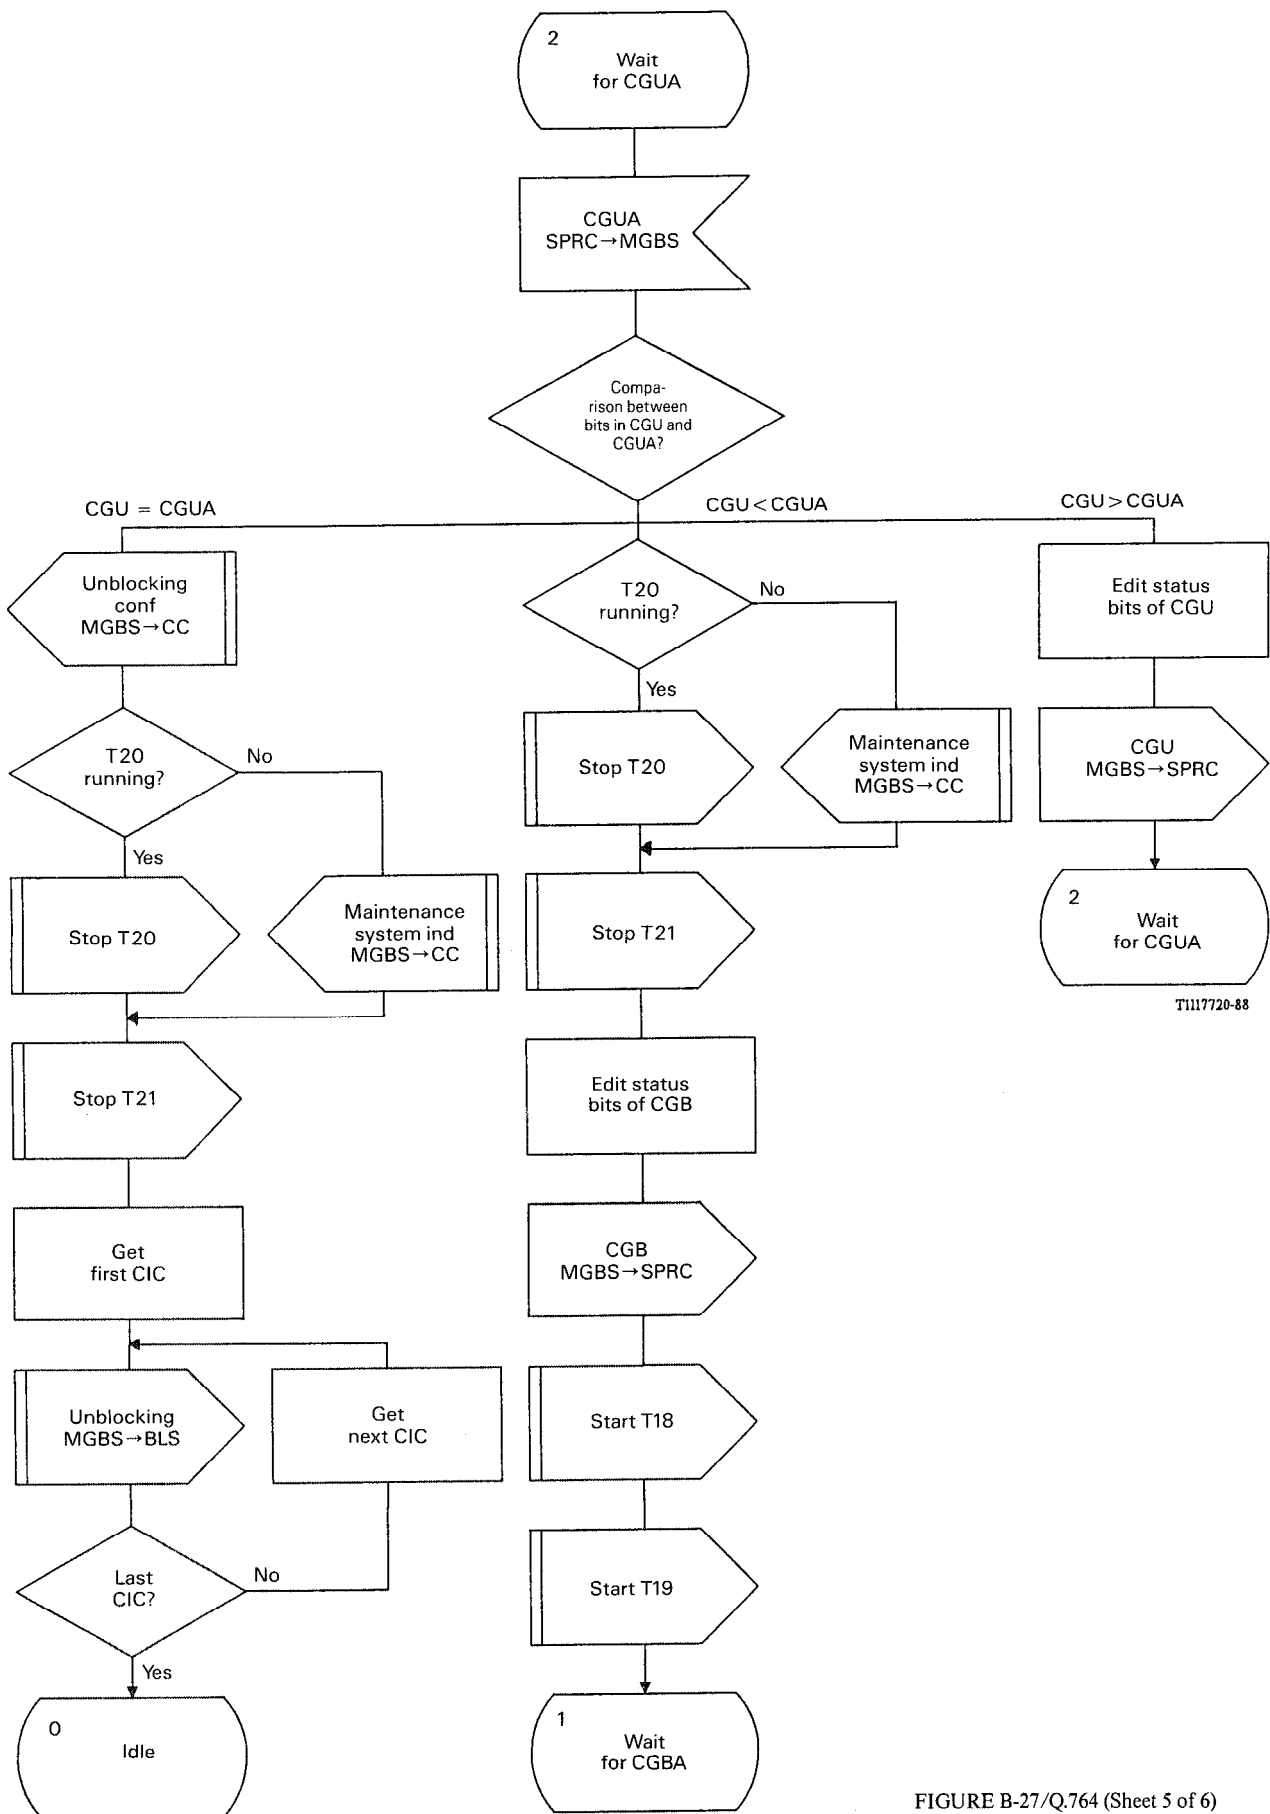 2
Wait
for CGUA
CGUA
SPRC→MGBS
Compa-
rison between
bits in CGU and
CGUA?
CGU = CGUA
CGU<CGUA
CGU>CGUA
Unblocking
conf
MGBS→CC
T20
running?
No
Yes
Stop T20
Maintenance
system ind
MGBS→CC
Stop T21
Get
first CIC
Unblocking
MGBS→BLS
Get
next CIC
Last
CIC?
No
Yes
0
Idle
T20
running?
No
Yes
Stop T20
Maintenance
system ind
MGBS→CC
Stop T21
Edit status
bits of CGB
CGB
MGBS→SPRC
Start T18
Start T19
1
Wait
for CGBA
Edit status
bits of CGU
CGU
MGBS→SPRC
2
Wait
for CGUA
T1117720-88
FIGURE B-27/Q.764 (Sheet 5 of 6)